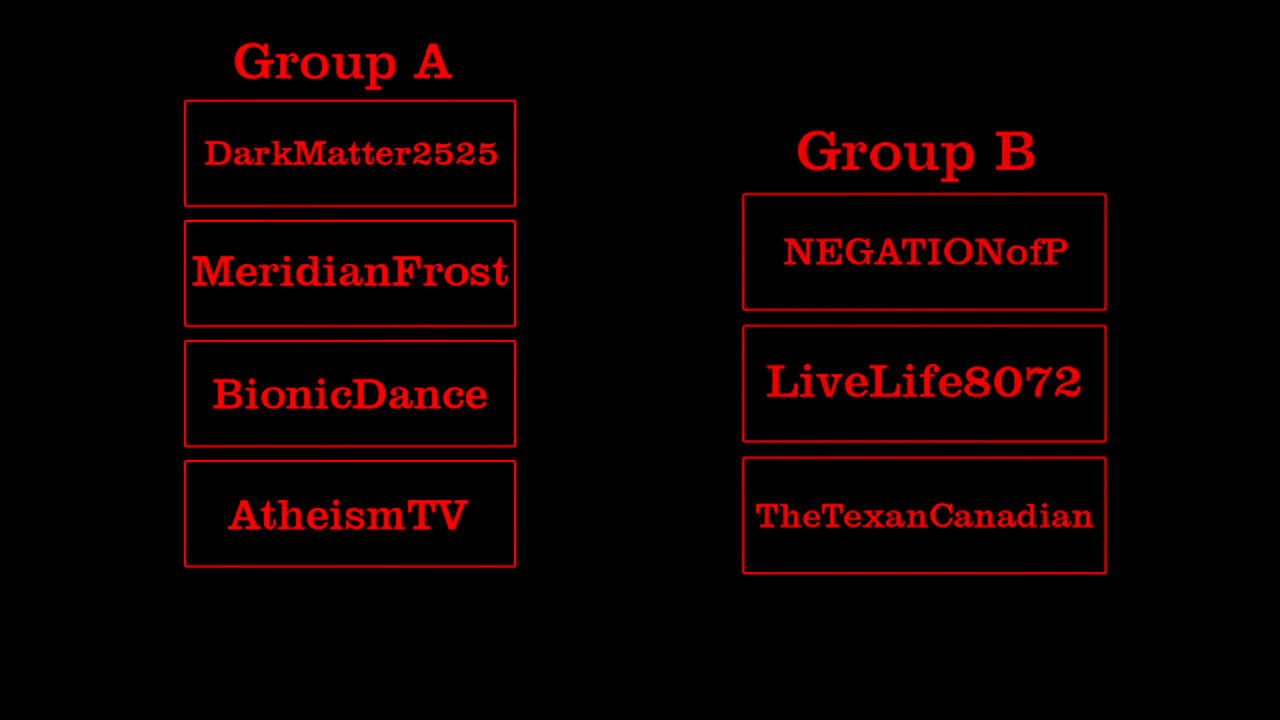 Group A
DarkMatter2525
MeridianFrost
BionicDance
AtheismTV
Group B
NEGATIONofP
LiveLife8072
TheTexanCanadian